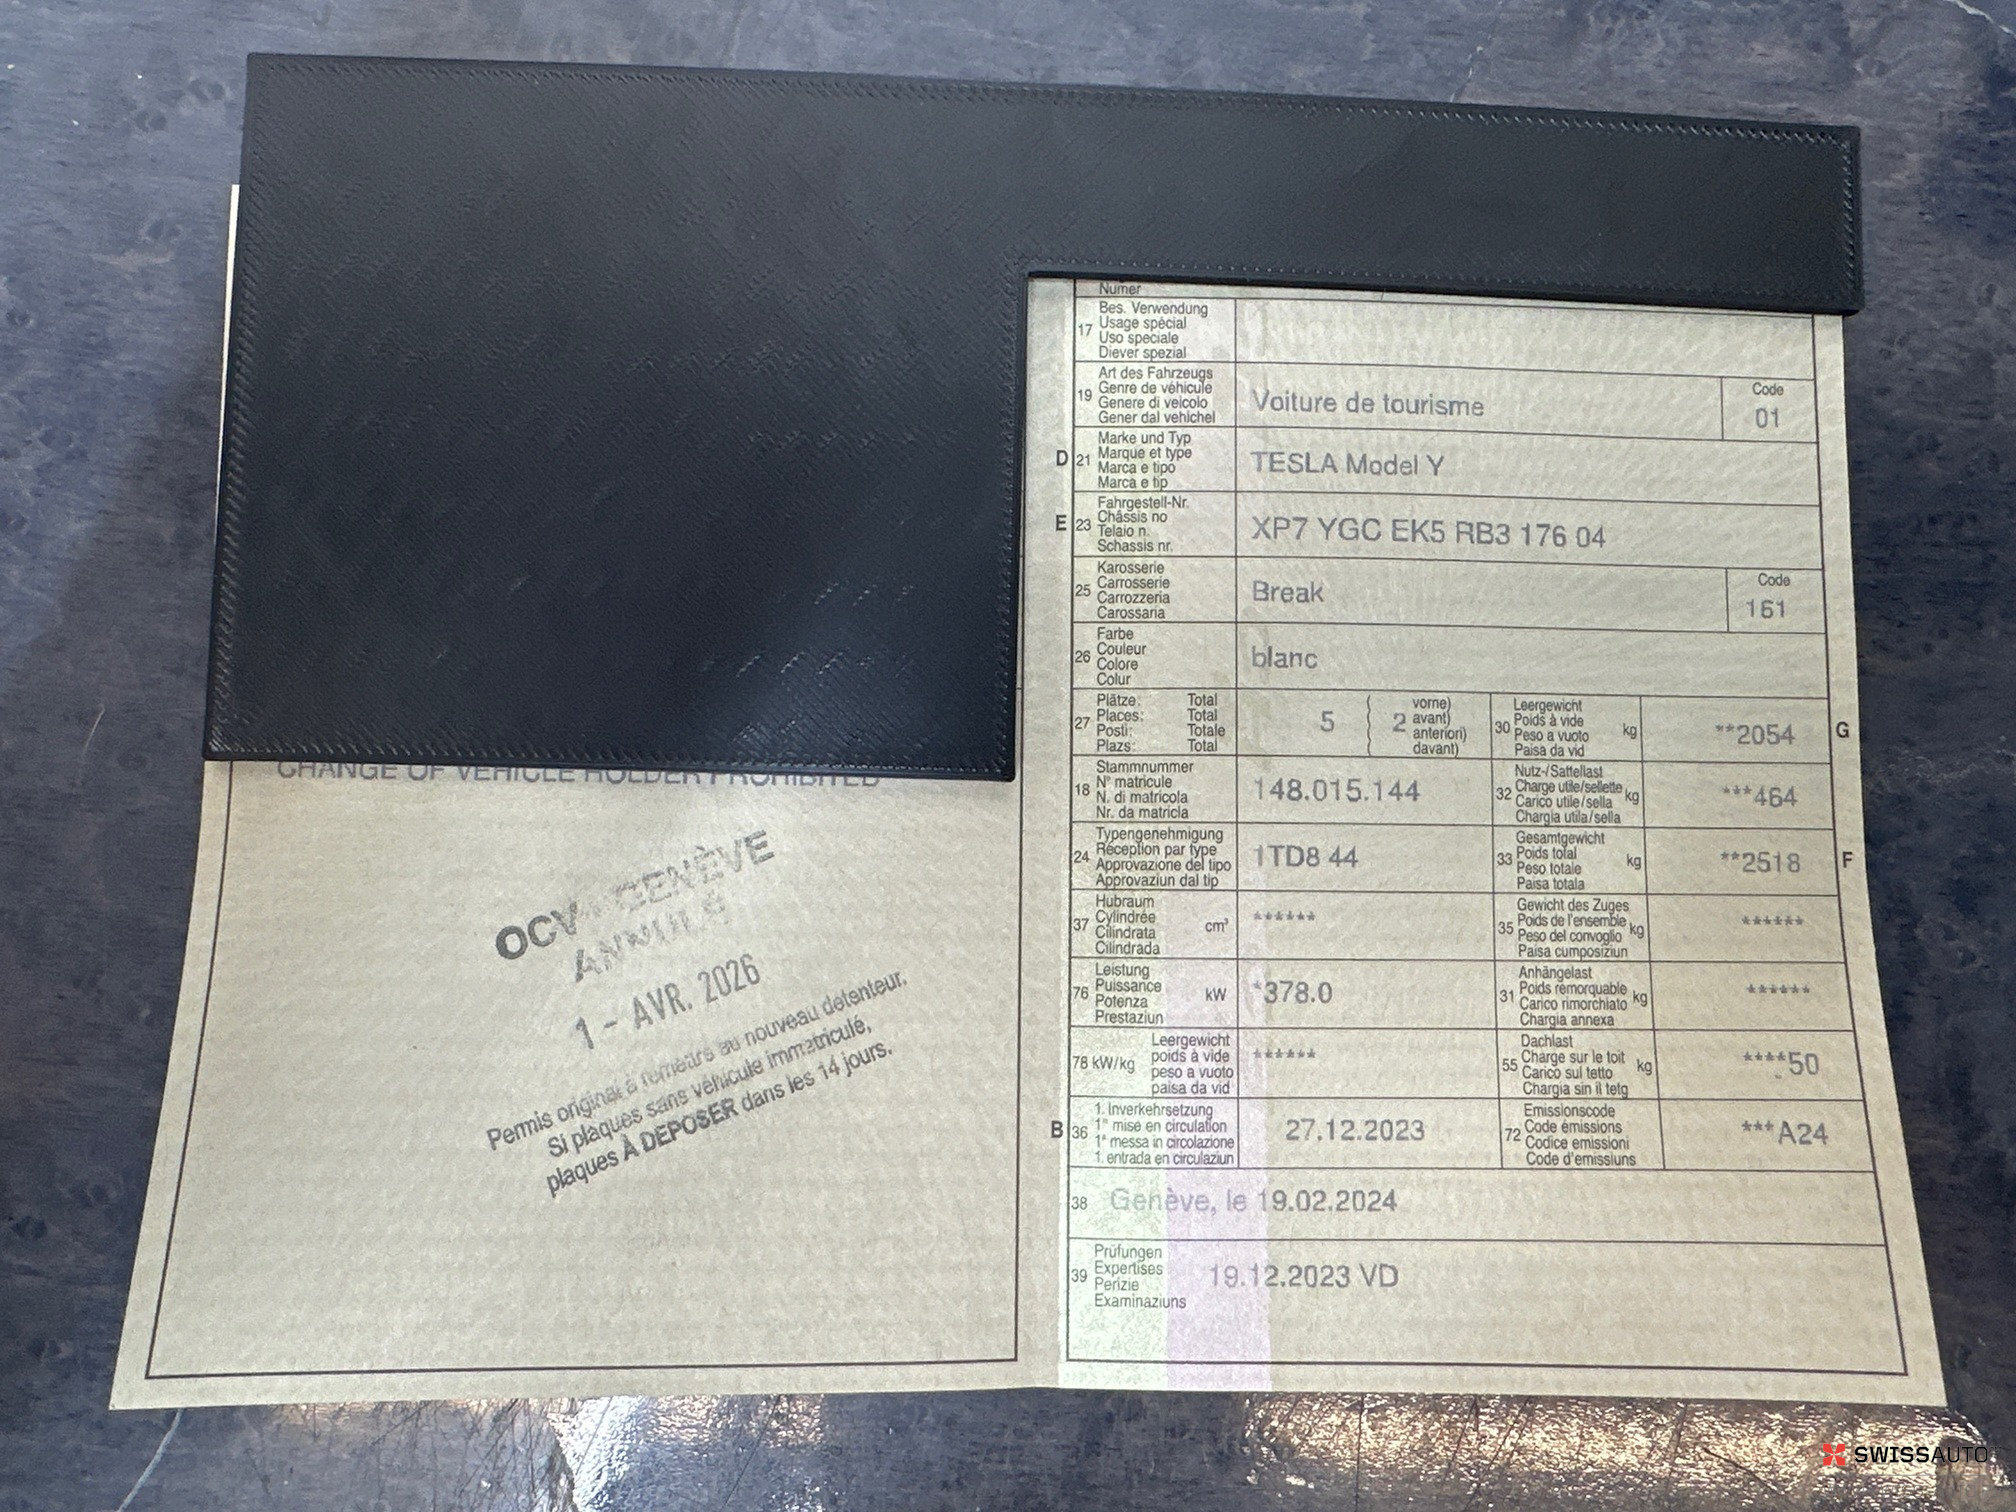 CHANGE OF VEHICLE HOLDER PROHIBITED
OCV - GENÈVE
ANNULÉ
1 - AVR. 2026
Permis original à remettre au nouveau détenteur.
Si plaques sans véhicule immatriculé,
plaques À DEPOSER dans les 14 jours.
Numer
17 Bes. Verwendung
Usage spécial
Uso speciale
Diever spezial
19 Art des Fahrzeugs
Genre de véhicule
Genere di veicolo
Gener dal vehichel
Voiture de tourisme
Code
01
D 21 Marke und Typ
Marque et type
Marca e tipo
Marca e tip
TESLA Model Y
E 23 Fahrgestell-Nr.
Châssis no
Telaio n.
Schassis nr.
XP7 YGC EK5 RB3 176 04
25 Karosserie
Carrosserie
Carrozzeria
Carossaria
Break
Code
161
26 Farbe
Couleur
Colore
Colur
blanc
27 Plätze: Total
Places: Total
Posti: Totale
Plazs: Total
5 ( 2 vorne)
avant)
anteriori)
davant)
30 Leergewicht
Poids à vide
Peso a vuoto
Paisa da vid
kg
**2054
G
18 Stammnummer
N° matricule
N. di matricola
Nr. da matricla
148.015.144
32 Nutz-/Sattellast
Charge utile/sellette
Carico utile/sella
Chargia utila/sella
kg
***464
24 Typengenehmigung
Réception par type
Approvazione del tipo
Approvaziun dal tip
1TD8 44
33 Gesamtgewicht
Poids total
Peso totale
Paisa totala
kg
**2518
F
37 Hubraum
Cylindrée
Cilindrata
Cilindrada
cm³
******
35 Gewicht des Zuges
Poids de l'ensemble
Peso del convoglio
Paisa cumposiziun
kg
******
76 Leistung
Puissance
Potenza
Prestaziun
kW
*378.0
31 Anhängelast
Poids remorquable
Carico rimorchiato
Chargia annexa
kg
******
78 kW/kg
Leergewicht
poids à vide
peso a vuoto
paisa da vid
******
55 Dachlast
Charge sur le toit
Carico sul tetto
Chargia sin il tetg
kg
****50
B 36 1. Inverkehrsetzung
1re mise en circulation
1a messa in circolazione
1. entrada en circulaziun
27.12.2023
72 Emissionscode
Code émissions
Codice emissioni
Code d'emissiuns
***A24
38 Genève, le 19.02.2024
39 Prüfungen
Expertises
Perizie
Examinaziuns
19.12.2023 VD
SWISSAUTO